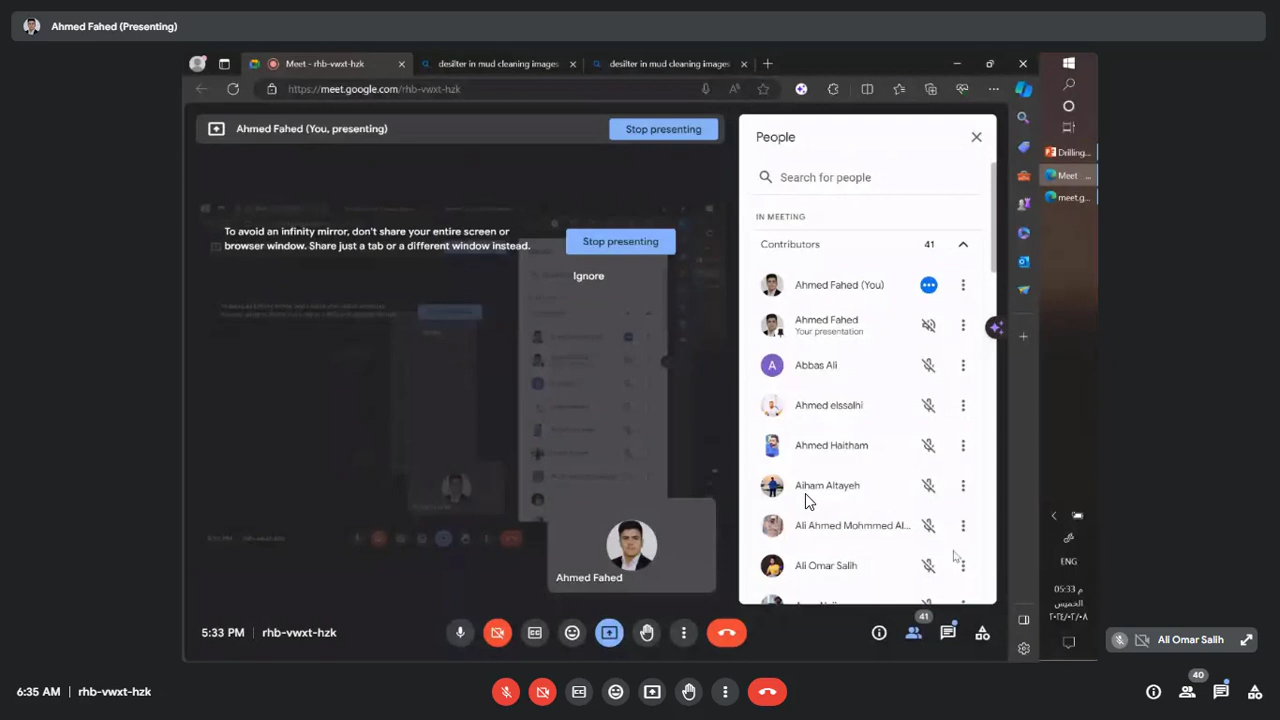 Ahmed Fahed (Presenting)
Meet - rhb-vwxt-hzk
desilter in mud cleaning images
desilter in mud cleaning images
https://meet.google.com/rhb-vwxt-hzk
Ahmed Fahed (You, presenting)
Stop presenting
To avoid an infinity mirror, don't share your entire screen or
browser window. Share just a tab or a different window instead.
Stop presenting
Ignore
Ahmed Fahed
People
Search for people
IN MEETING
Contributors
41
Ahmed Fahed (You)
Ahmed Fahed
Your presentation
A
Abbas Ali
Ahmed elssalhi
Ahmed Haitham
Aiham Altayeh
Ali Ahmed Mohmmed Al...
Ali Omar Salih
5:33 PM
rhb-vwxt-hzk
41
Drilling...
Meet ...
meet.g...
ENG
05:33 م
الخميس
٢٠٢٤/٠٢/٠٨
Ali Omar Salih
6:35 AM
rhb-vwxt-hzk
40